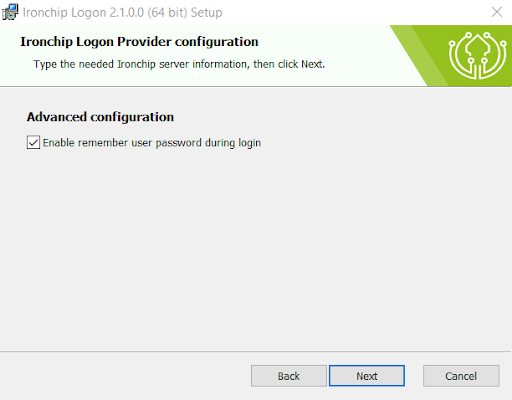 Ironchip Logon 2.1.0.0 (64 bit) Setup
Ironchip Logon Provider configuration
Type the needed Ironchip server information, then click Next.
Advanced configuration
Enable remember user password during login
Back Next Cancel